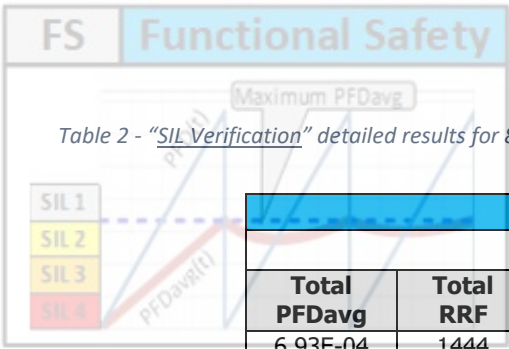 FS Functional Safety
Maximum PFDavg
PFD(t)
Table 2 - “SIL Verification” detailed results for
SIL 1
SIL 2
SIL 3
SIL 4
PFDavg(t)
Total PFDavg Total RRF
6.93E-04 1444